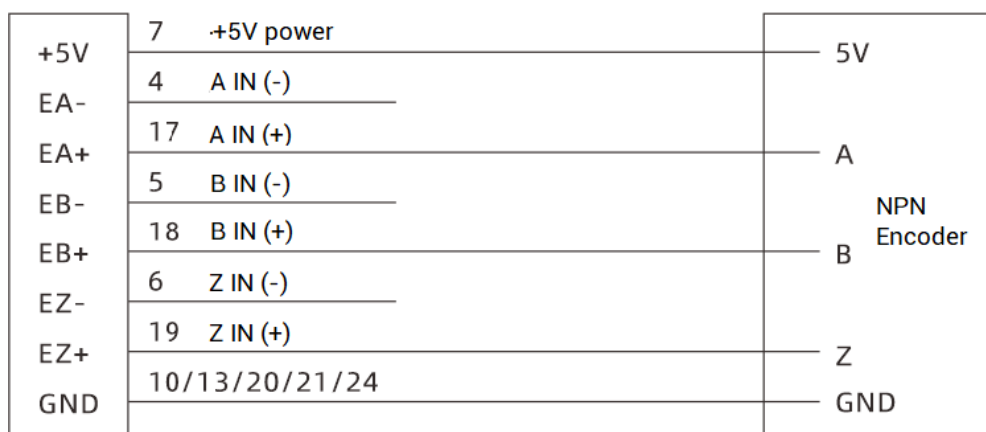 7 ·+5V power
+5V 5V
4 A IN (-)
EA-
17 A IN (+)
EA+ A
5 B IN (-)
EB- NPN
18 B IN (+) Encoder
EB+ B
6 Z IN (-)
EZ-
19 Z IN (+)
EZ+ Z
10/13/20/21/24
GND GND